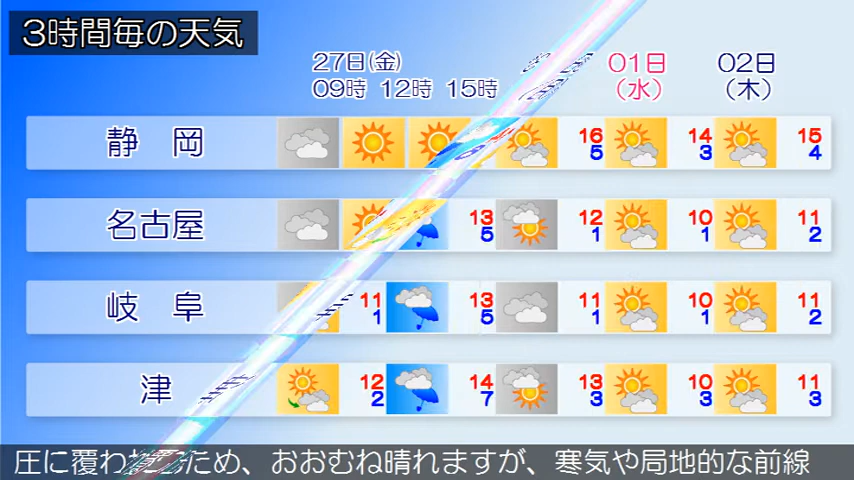 3時間毎の天気
27日(金)
09時 12時 15時
01日
(水)
02日
(木)
静 岡 16 5 14 3 15 4
名古屋 13 5 12 1 10 1 11 2
岐 阜 11 1 13 5 11 1 10 1 11 2
津 12 2 14 7 13 3 10 3 11 3
圧に覆わ ため、おおむね晴れますが、寒気や局地的な前線